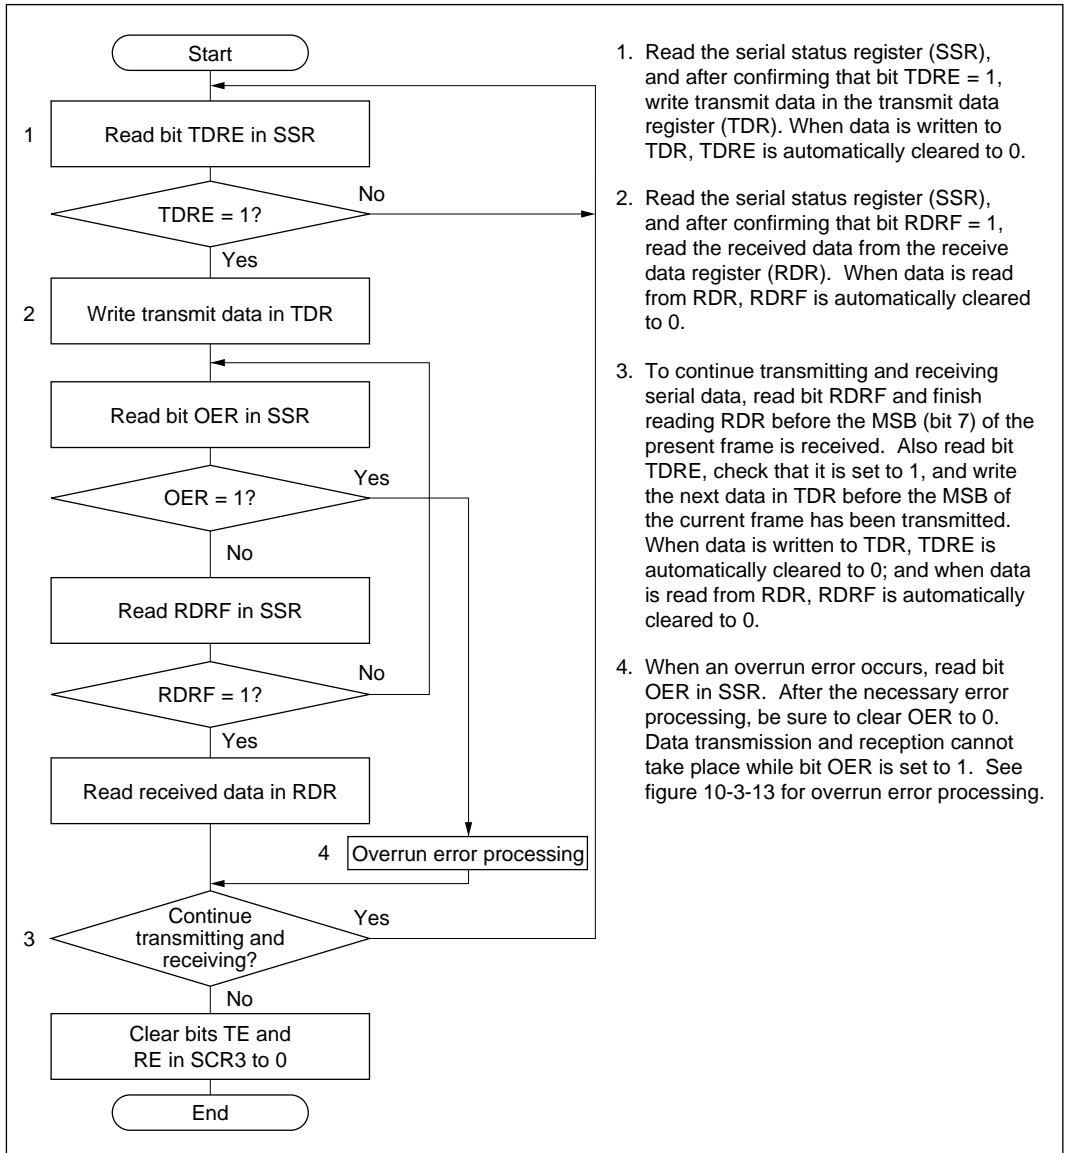 Start
1
Read bit TDRE in SSR
TDRE = 1?
No
Yes
2
Write transmit data in TDR
Read bit OER in SSR
OER = 1?
Yes
No
Read RDRF in SSR
RDRF = 1?
No
Yes
Read received data in RDR
4
Overrun error processing
3
Continue
transmitting and
receiving?
Yes
No
Clear bits TE and
RE in SCR3 to 0
End
1. Read the serial status register (SSR),
and after confirming that bit TDRE = 1,
write transmit data in the transmit data
register (TDR). When data is written to
TDR, TDRE is automatically cleared to 0.
2. Read the serial status register (SSR),
and after confirming that bit RDRF = 1,
read the received data from the receive
data register (RDR). When data is read
from RDR, RDRF is automatically cleared
to 0.
3. To continue transmitting and receiving
serial data, read bit RDRF and finish
reading RDR before the MSB (bit 7) of the
present frame is received. Also read bit
TDRE, check that it is set to 1, and write
the next data in TDR before the MSB of
the current frame has been transmitted.
When data is written to TDR, TDRE is
automatically cleared to 0; and when data
is read from RDR, RDRF is automatically
cleared to 0.
4. When an overrun error occurs, read bit
OER in SSR. After the necessary error
processing, be sure to clear OER to 0.
Data transmission and reception cannot
take place while bit OER is set to 1. See
figure 10-3-13 for overrun error processing.